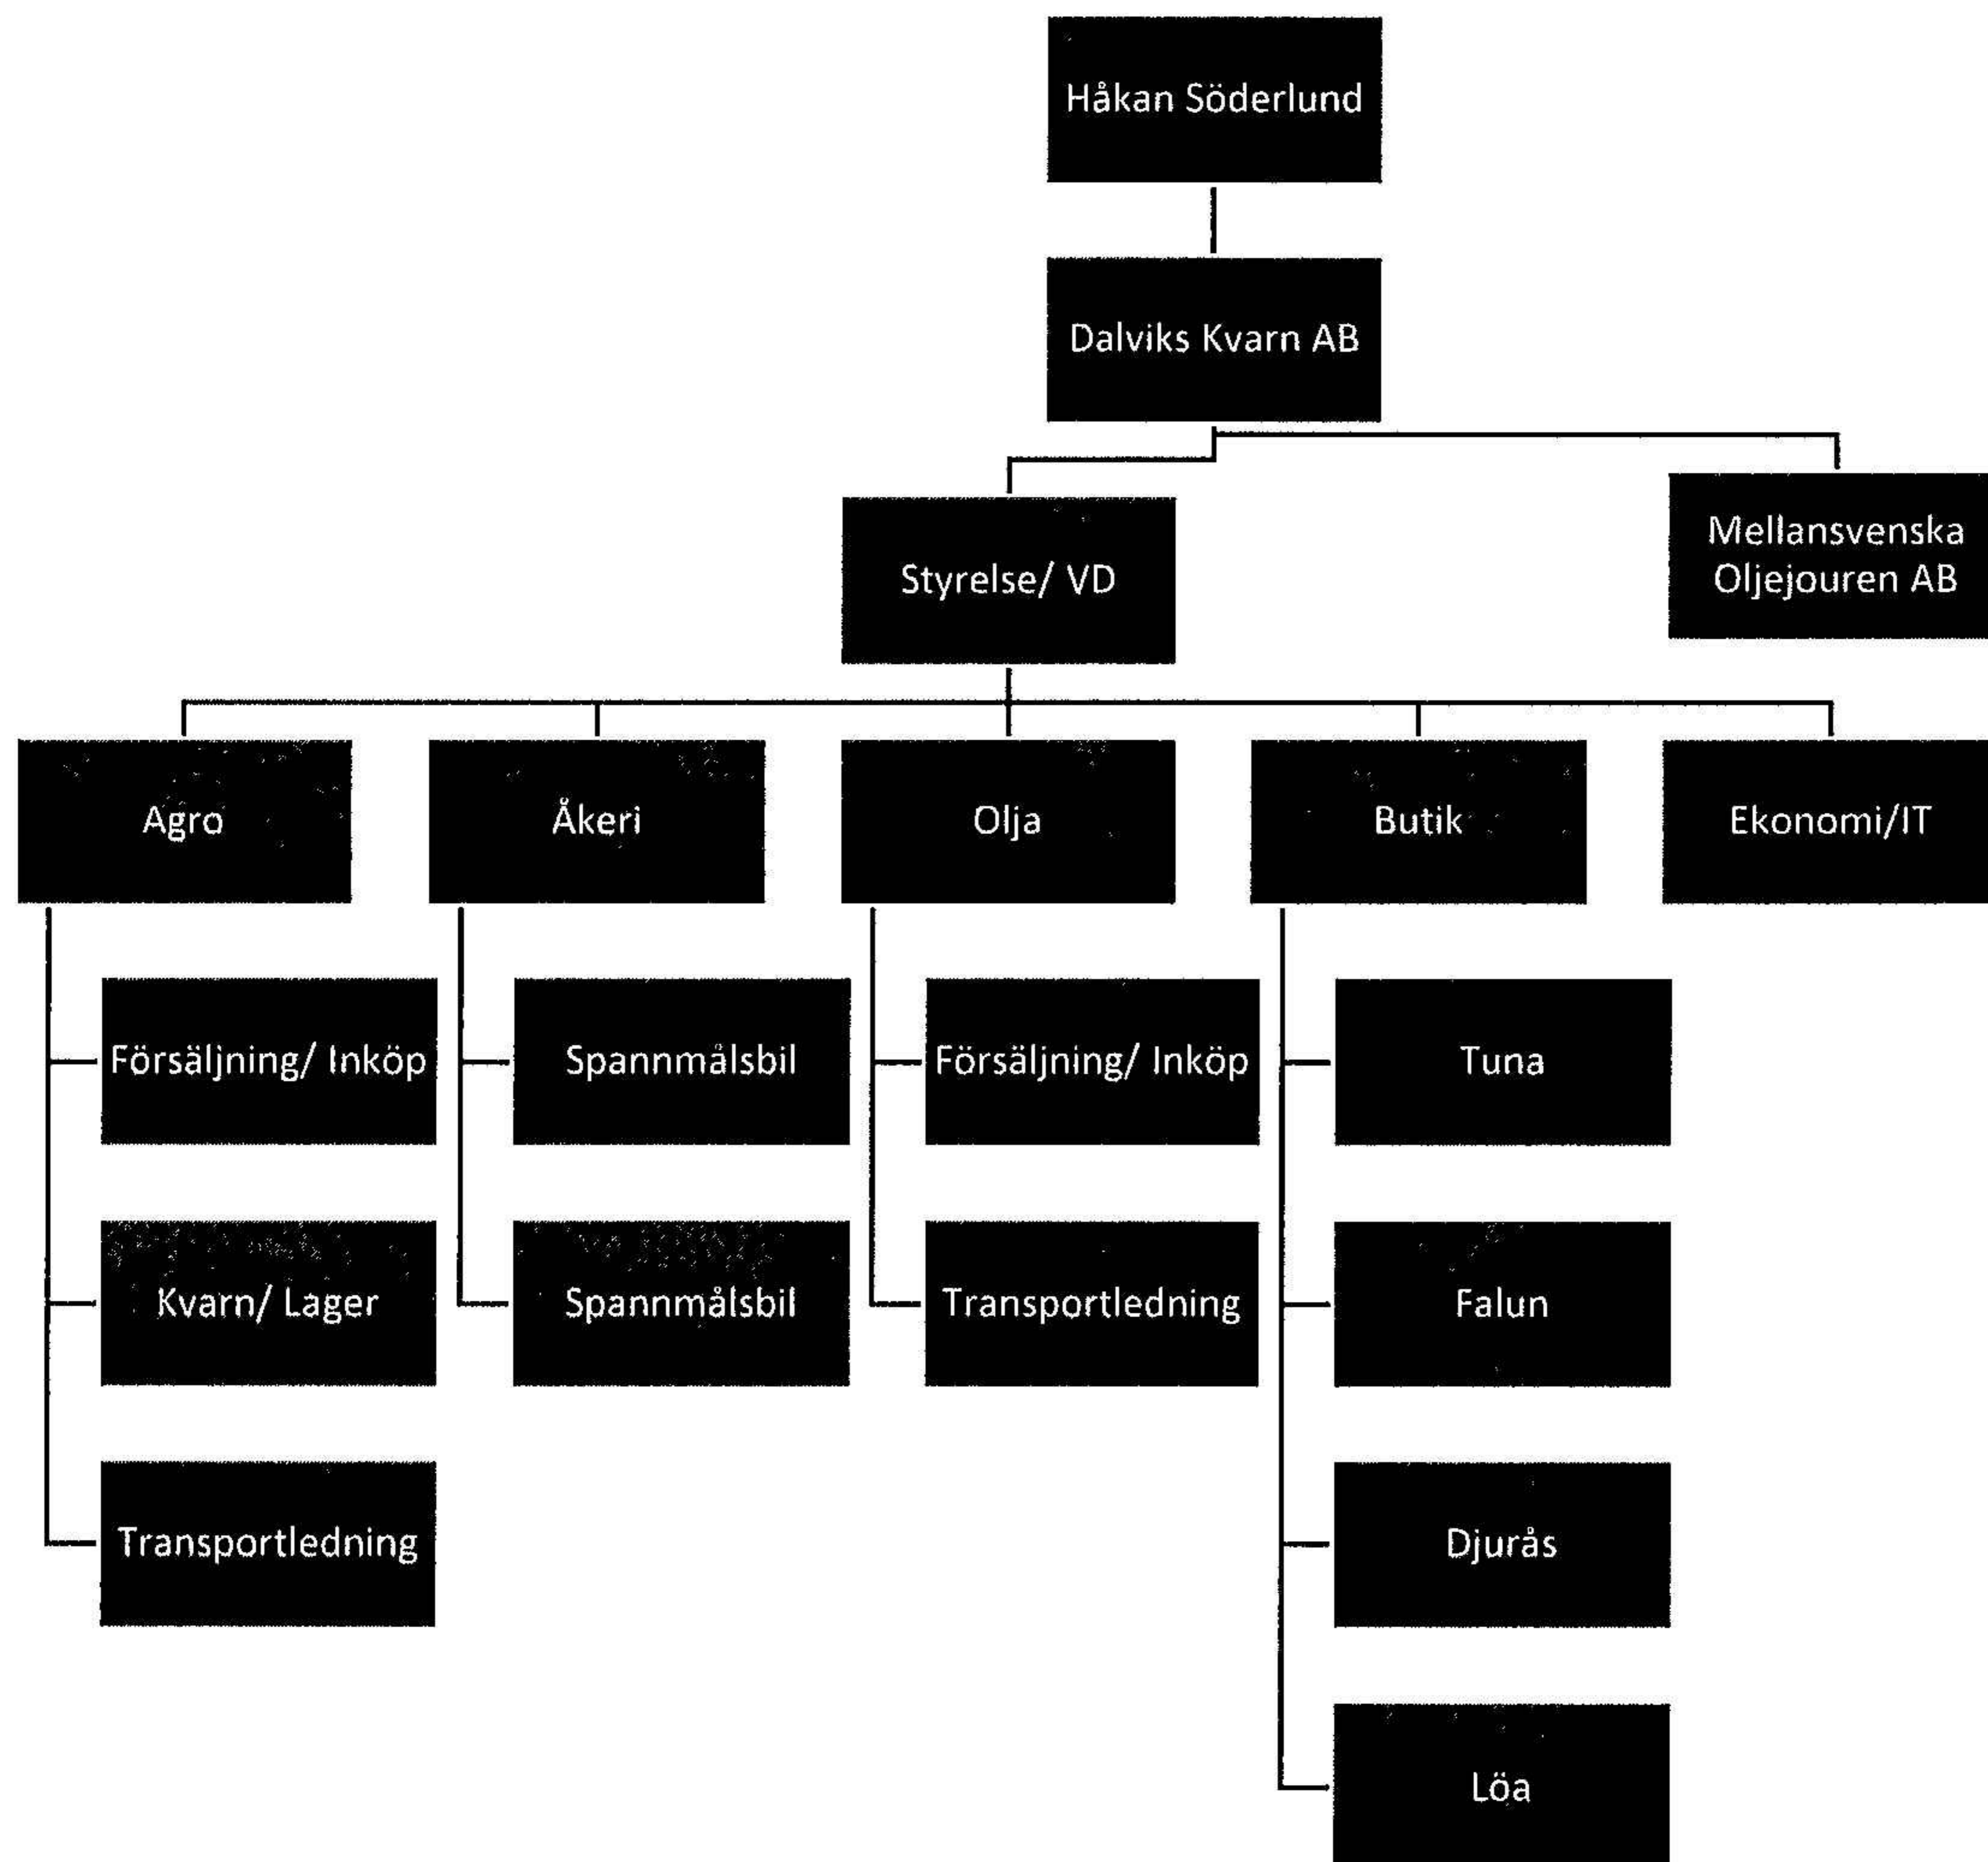 Håkan Söderlund
Dalviks Kvarn AB
Styrelse/ VD
Mellansvenska
Oljejouren AB
Agro
Åkeri
Olja
Butik
Ekonomi/IT
Försäljning/ Inköp
Spannmålsbil
Försäljning/ Inköp
Tuna
Kvarn/ Lager
Spannmålsbil
Transportledning
Falun
Transportledning
Djurås
Löa